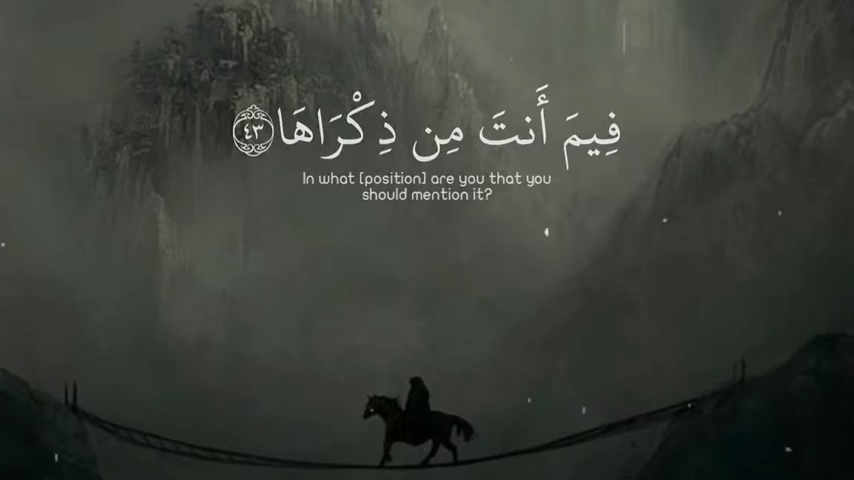 فِيمَ أَنتَ مِن ذِكْرَاهَا ٤٣
In what [position] are you that you
should mention it?